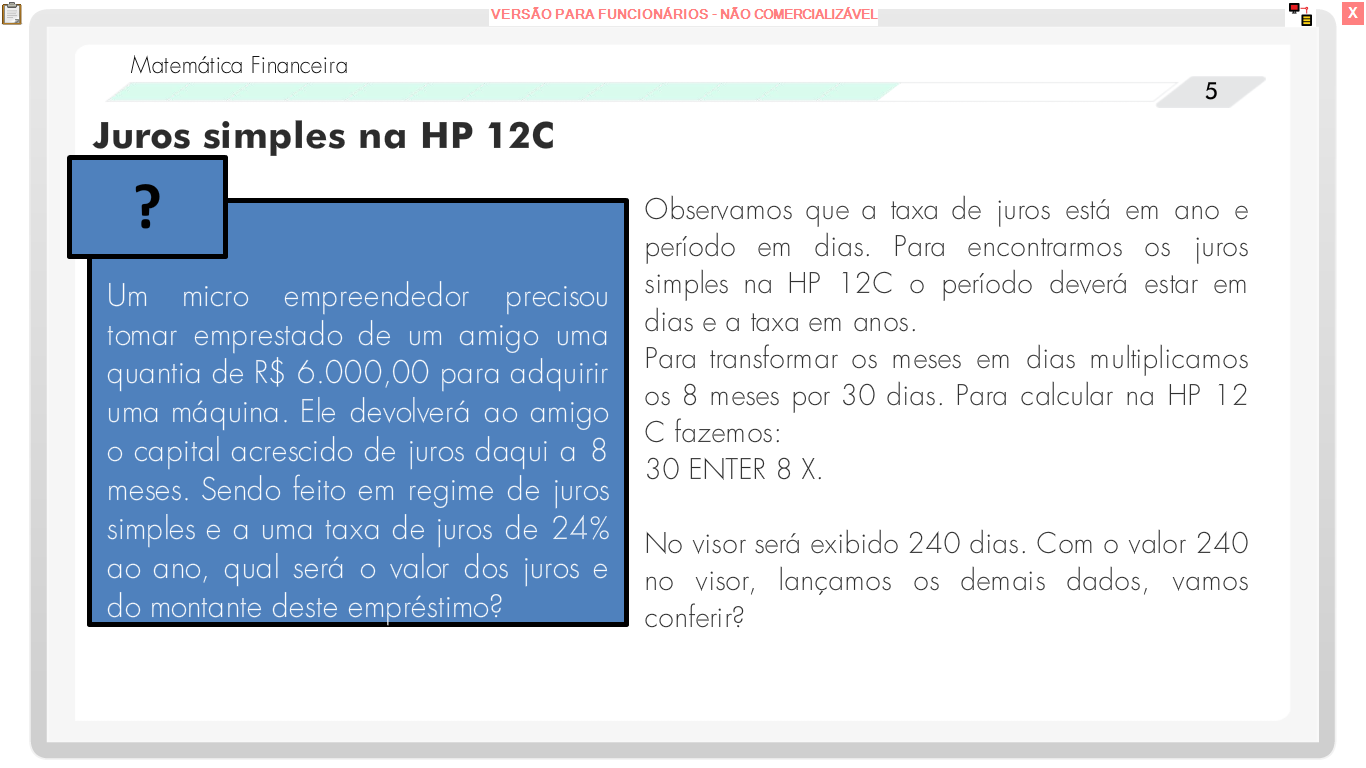 VERSÃO PARA FUNCIONÁRIOS - NÃO COMERCIALIZÁVEL
X
Matemática Financeira
5
Juros simples na HP 12C
?
Um micro empreendedor precisou
tomar emprestado de um amigo uma
quantia de R$ 6.000,00 para adquirir
uma máquina. Ele devolverá ao amigo
o capital acrescido de juros daqui a 8
meses. Sendo feito em regime de juros
simples e a uma taxa de juros de 24%
ao ano, qual será o valor dos juros e
do montante deste empréstimo?
Observamos que a taxa de juros está em ano e
período em dias. Para encontrarmos os juros
simples na HP 12C o período deverá estar em
dias e a taxa em anos.
Para transformar os meses em dias multiplicamos
os 8 meses por 30 dias. Para calcular na HP 12
C fazemos:
30 ENTER 8 X.
No visor será exibido 240 dias. Com o valor 240
no visor, lançamos os demais dados, vamos
conferir?